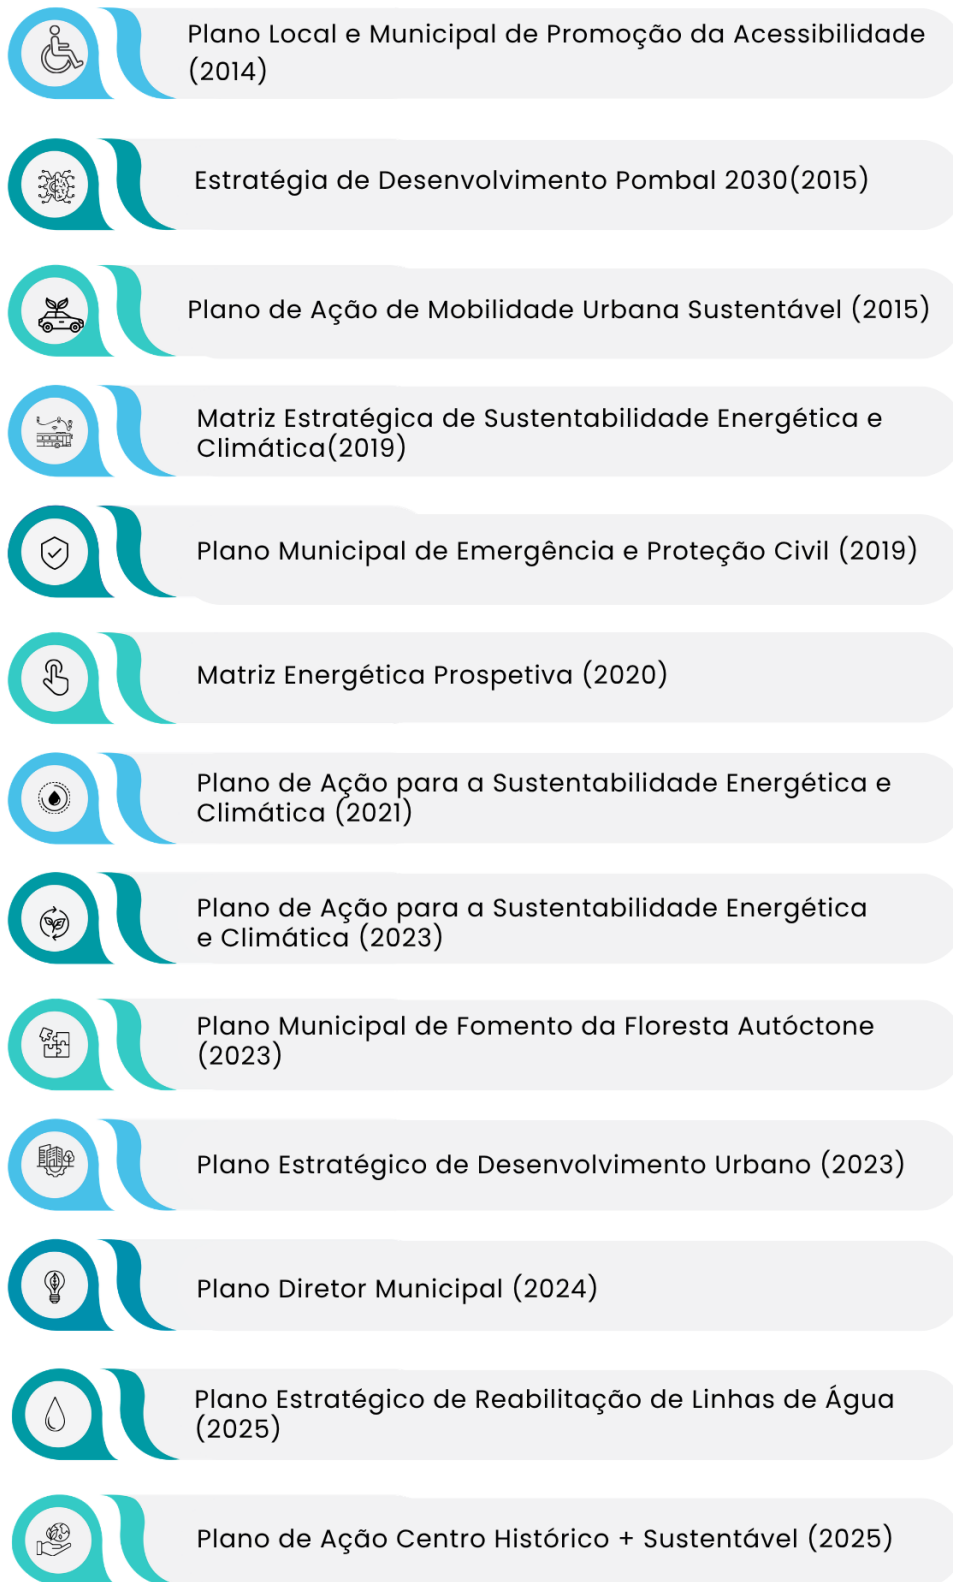 Plano Local e Municipal de Promoção da Acessibilidade
(2014)
Estratégia de Desenvolvimento Pombal 2030(2015)
Plano de Ação de Mobilidade Urbana Sustentável (2015)
Matriz Estratégica de Sustentabilidade Energética e
Climática(2019)
Plano Municipal de Emergência e Proteção Civil (2019)
Matriz Energética Prospetiva (2020)
Plano de Ação para a Sustentabilidade Energética e
Climática (2021)
Plano de Ação para a Sustentabilidade Energética
e Climática (2023)
Plano Municipal de Fomento da Floresta Autóctone
(2023)
Plano Estratégico de Desenvolvimento Urbano (2023)
Plano Diretor Municipal (2024)
Plano Estratégico de Reabilitação de Linhas de Água
(2025)
Plano de Ação Centro Histórico + Sustentável (2025)